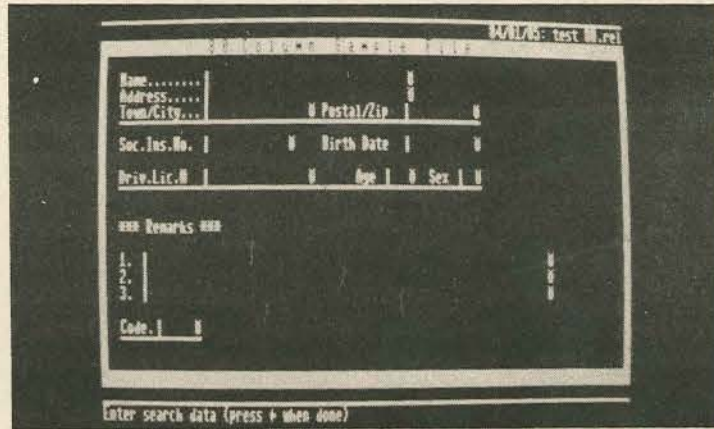 04/01/85: test 80.rel
80 Column Sample File
Name........
Address.....
Town/City... Postal/Zip
Soc.Ins.No. Birth Date
Driv.Lic.# Age Sex
*** Remarks ***
1.
2.
3.
Code.
Enter search data (press ← when done)